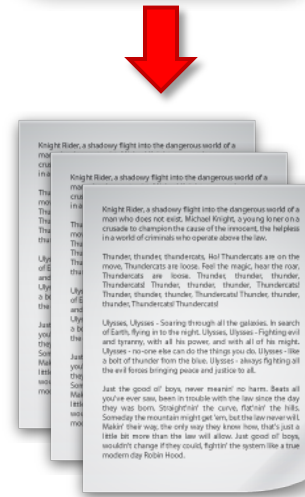 Knight Rider, a shadowy flight into the dangerous world of a
Knight Rider, a shadowy flight into the dangerous world of a
Knight Rider, a shadowy flight into the dangerous world of a
man who does not exist. Michael Knight, a young loner on a
crusade to champion the cause of the innocent, the helpless
in a world of criminals who operate above the law.
Thunder, thunder, thundercats, Ho! Thundercats are on the
move, Thundercats are loose. Feel the magic, hear the roar,
Thundercats are loose. Thunder, thunder, thunder,
Thundercats! Thunder, thunder, thunder, Thundercats!
Thunder, thunder, thunder, Thundercats! Thunder, thunder,
thunder, Thundercats! Thundercats!
Ulysses, Ulysses - Soaring through all the galaxies. In search
of Earth, flying in to the night. Ulysses, Ulysses - Fighting evil
and tyranny, with all his power, and with all of his might.
Ulysses - no-one else can do the things you do. Ulysses - like
a bolt of thunder from the blue. Ulysses - always fighting all
the evil forces bringing peace and justice to all.
Just the good ol' boys, never meanin' no harm. Beats all
you've ever saw, been in trouble with the law since the day
they was born. Straight'nin' the curve, flat'nin' the hills.
Someday the mountain might get 'em, but the law never will.
Makin' their way, the only way they know how, that's just a
little bit more than the law will allow. Just good ol' boys,
wouldn't change if they could, fightin' the system like a true
modern day Robin Hood.